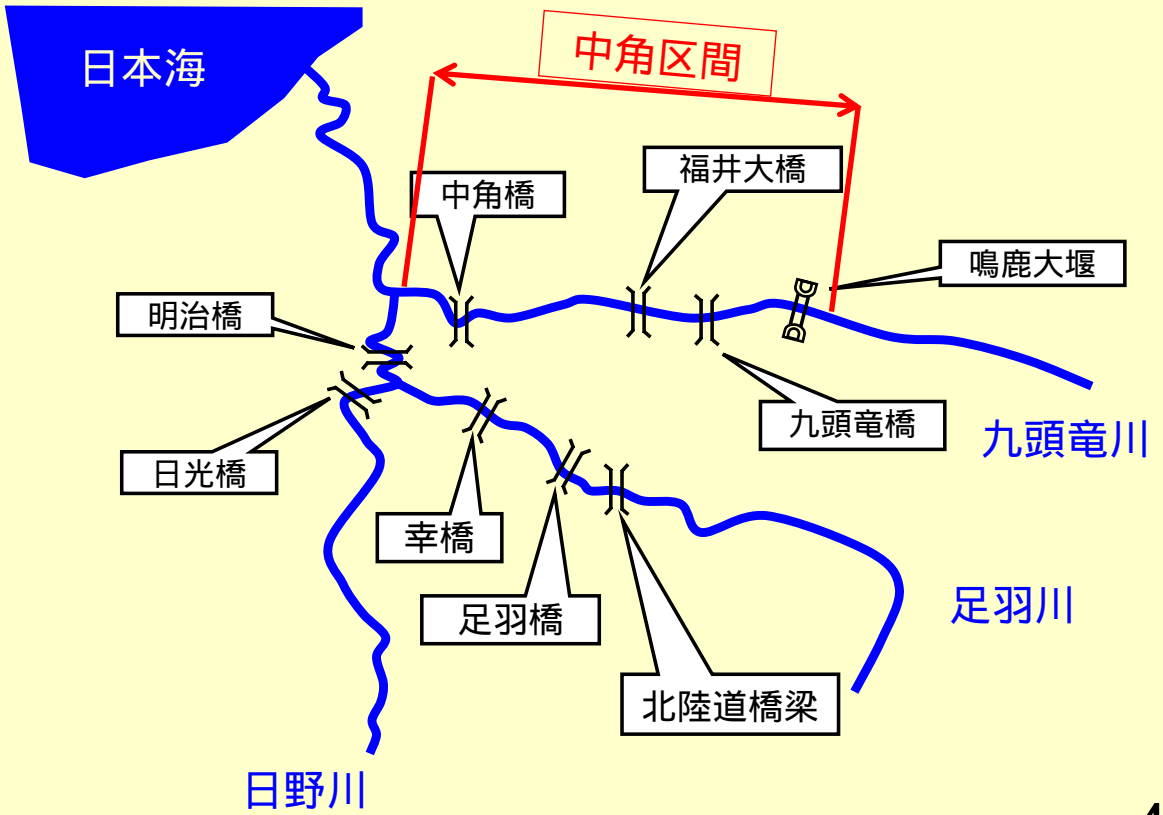 日本海
中角区間
中角橋
福井大橋
鳴鹿大堰
明治橋
九頭竜橋
九頭竜川
日光橋
幸橋
足羽橋
足羽川
北陸道橋梁
日野川